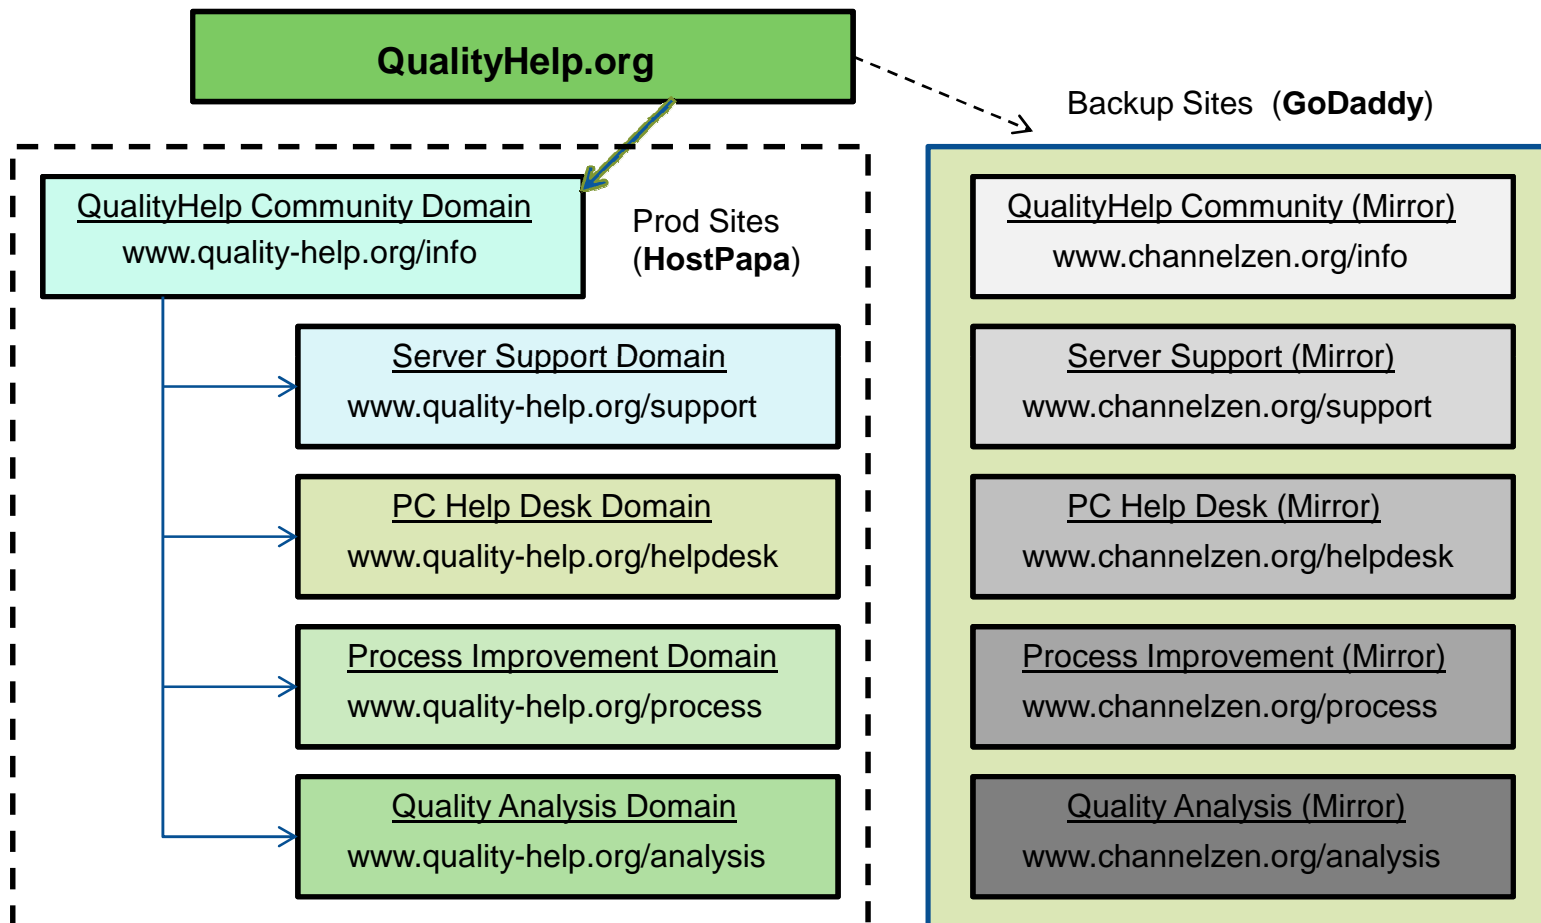 QualityHelp.org
Backup Sites (GoDaddy)
QualityHelp Community Domain
www.quality-help.org/info
Prod Sites
(HostPapa)
Server Support Domain
www.quality-help.org/support
PC Help Desk Domain
www.quality-help.org/helpdesk
Process Improvement Domain
www.quality-help.org/process
Quality Analysis Domain
www.quality-help.org/analysis
QualityHelp Community (Mirror)
www.channelzen.org/info
Server Support (Mirror)
www.channelzen.org/support
PC Help Desk (Mirror)
www.channelzen.org/helpdesk
Process Improvement (Mirror)
www.channelzen.org/process
Quality Analysis (Mirror)
www.channelzen.org/analysis